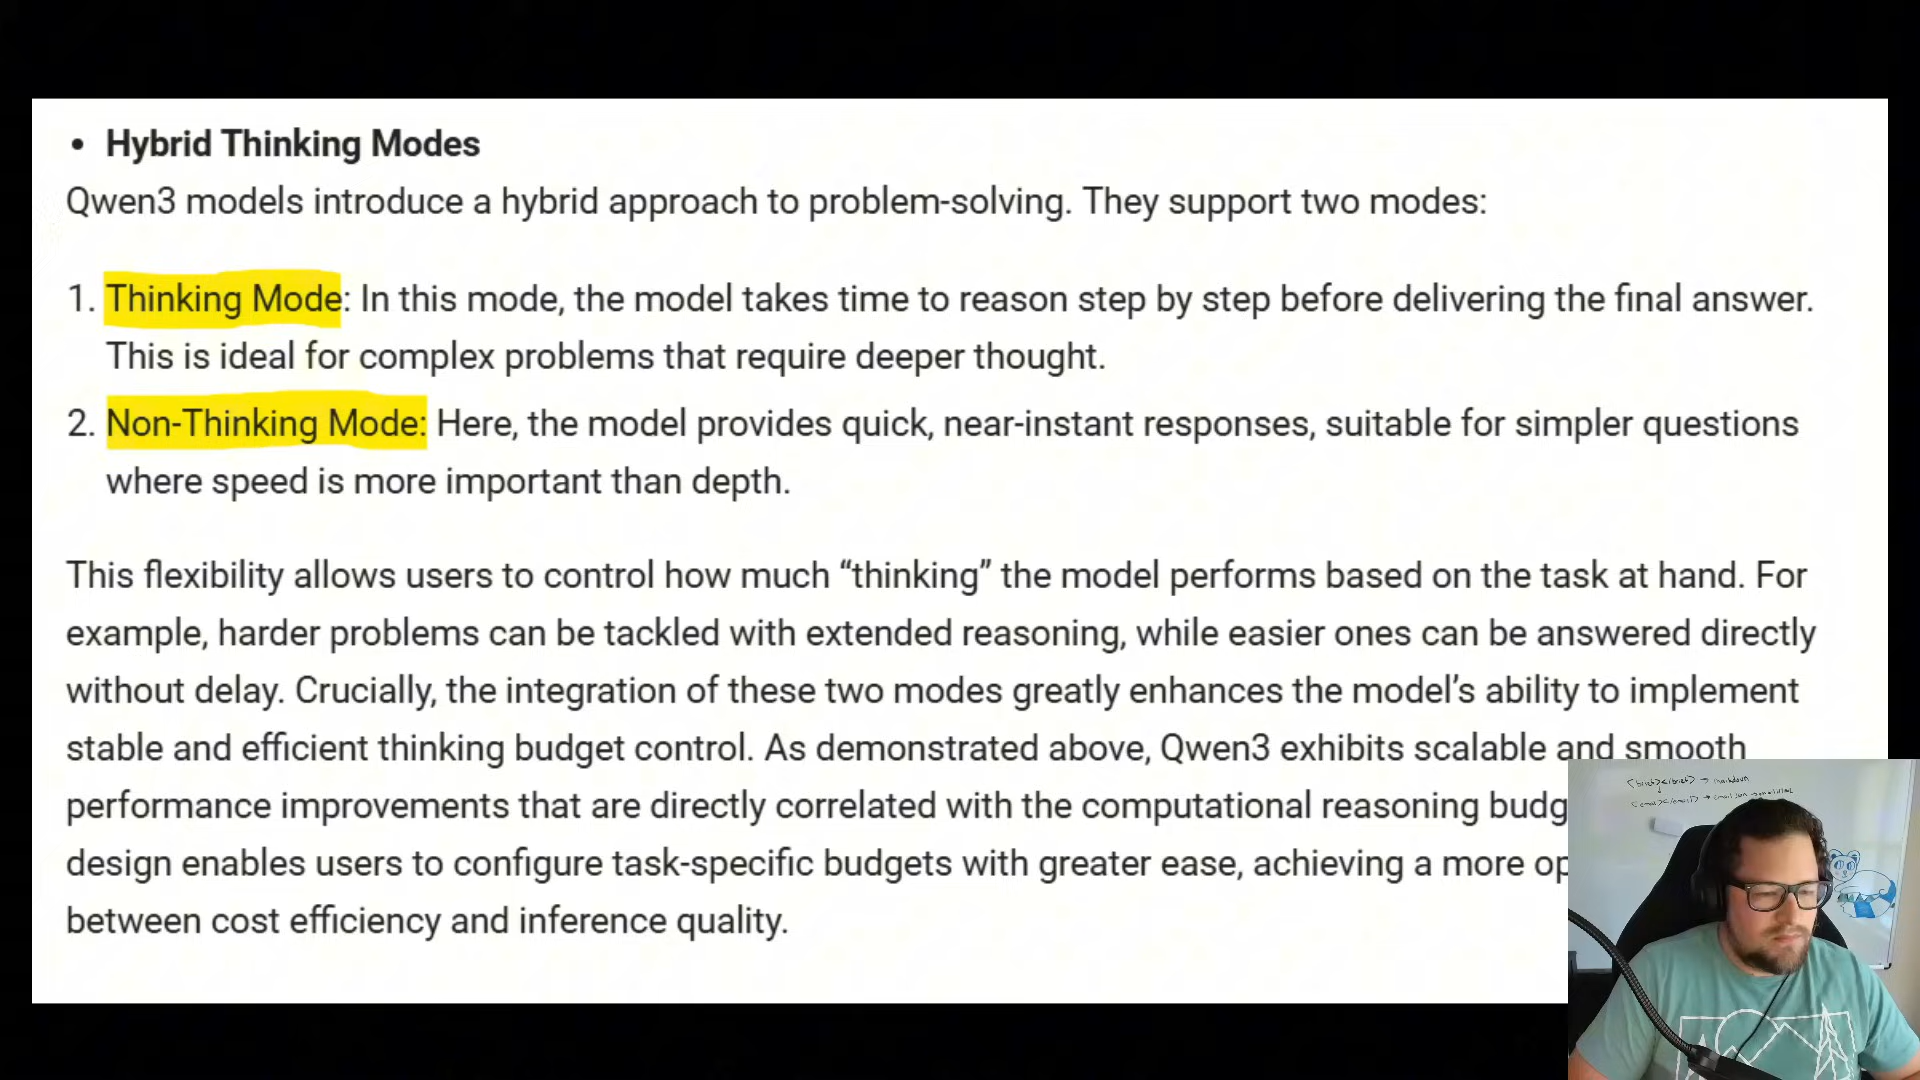 • Hybrid Thinking Modes
Qwen3 models introduce a hybrid approach to problem-solving. They support two modes:
1. Thinking Mode: In this mode, the model takes time to reason step by step before delivering the final answer.
This is ideal for complex problems that require deeper thought.
2. Non-Thinking Mode: Here, the model provides quick, near-instant responses, suitable for simpler questions
where speed is more important than depth.
This flexibility allows users to control how much “thinking” the model performs based on the task at hand. For
example, harder problems can be tackled with extended reasoning, while easier ones can be answered directly
without delay. Crucially, the integration of these two modes greatly enhances the model’s ability to implement
stable and efficient thinking budget control. As demonstrated above, Qwen3 exhibits scalable and smooth
performance improvements that are directly correlated with the computational reasoning budg
design enables users to configure task-specific budgets with greater ease, achieving a more op
between cost efficiency and inference quality.
<brief></brief> → markdown